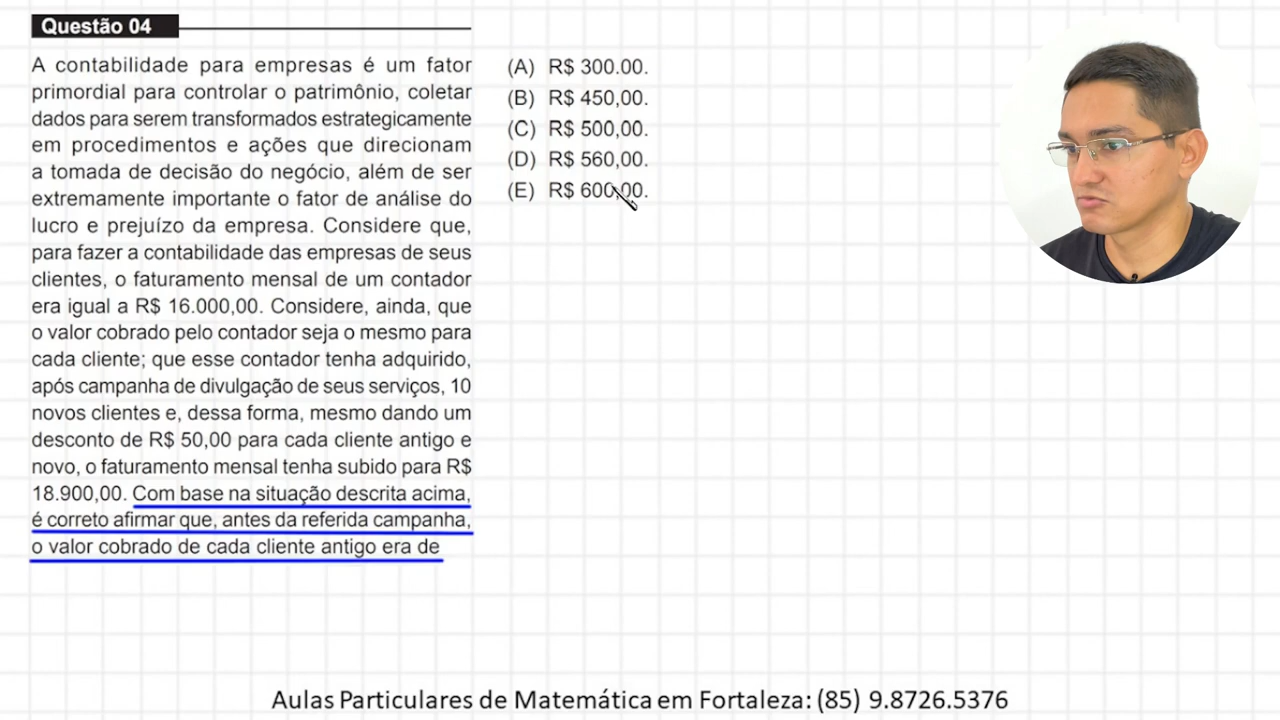 Questão 04
A contabilidade para empresas é um fator
primordial para controlar o patrimônio, coletar
dados para serem transformados estrategicamente
em procedimentos e ações que direcionam
a tomada de decisão do negócio, além de ser
extremamente importante o fator de análise do
lucro e prejuízo da empresa. Considere que,
para fazer a contabilidade das empresas de seus
clientes, o faturamento mensal de um contador
era igual a R$ 16.000,00. Considere, ainda, que
o valor cobrado pelo contador seja o mesmo para
cada cliente; que esse contador tenha adquirido,
após campanha de divulgação de seus serviços, 10
novos clientes e, dessa forma, mesmo dando um
desconto de R$ 50,00 para cada cliente antigo e
novo, o faturamento mensal tenha subido para R$
18.900,00. Com base na situação descrita acima,
é correto afirmar que, antes da referida campanha,
o valor cobrado de cada cliente antigo era de
(A) R$ 300.00.
(B) R$ 450,00.
(C) R$ 500,00.
(D) R$ 560,00.
(E) R$ 600,00.
Aulas Particulares de Matemática em Fortaleza: (85) 9.8726.5376